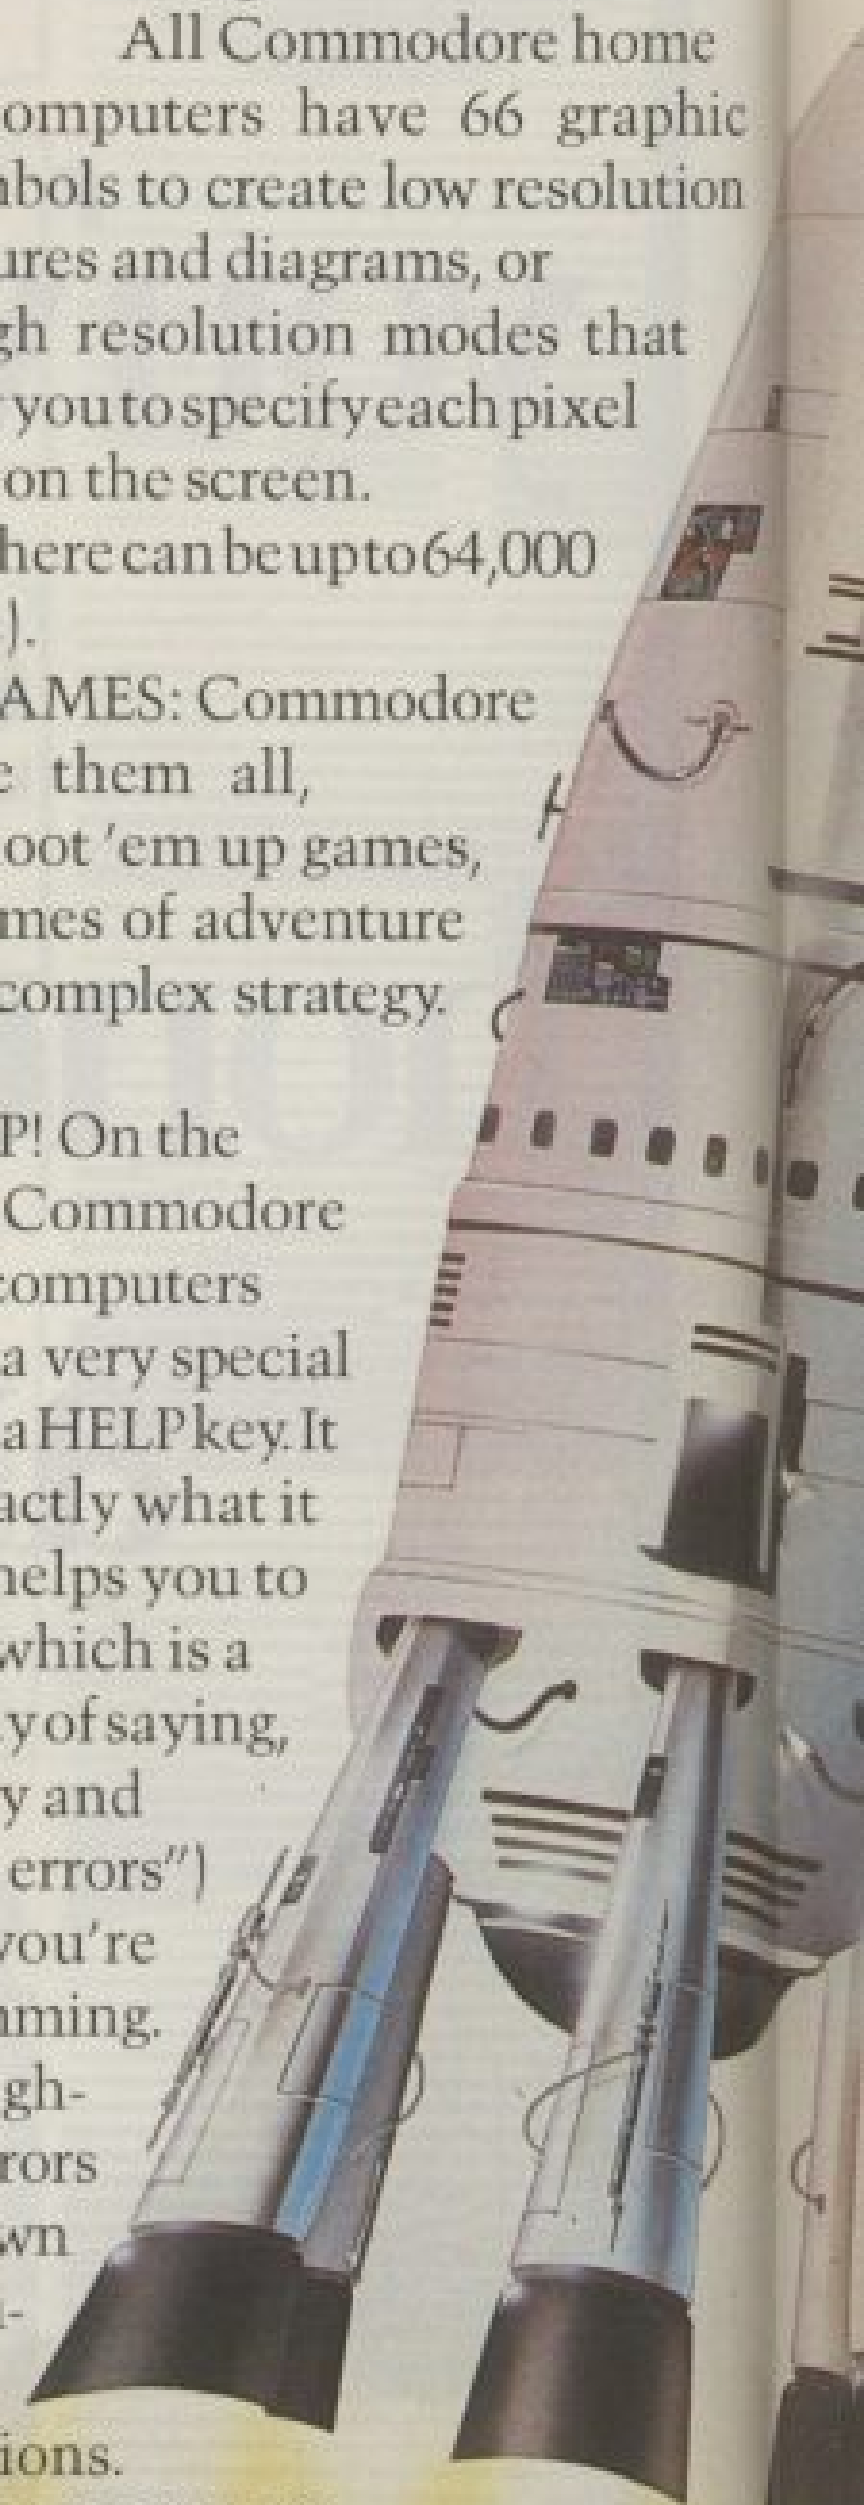 All Commodore home
omputers have 66 graphic
nbols to create low resolution
ures and diagrams, or
gh resolution modes that
you to specify each pixel
on the screen.
here can be up to 64,000
).
AMES: Commodore
e them all,
oot 'em up games,
mes of adventure
complex strategy.
P! On the
Commodore
computers
a very special
a HELP key. It
actly what it
helps you to
which is a
y of saying,
y and
errors")
you're
mming.
gh-
rors
wn
-
ions.